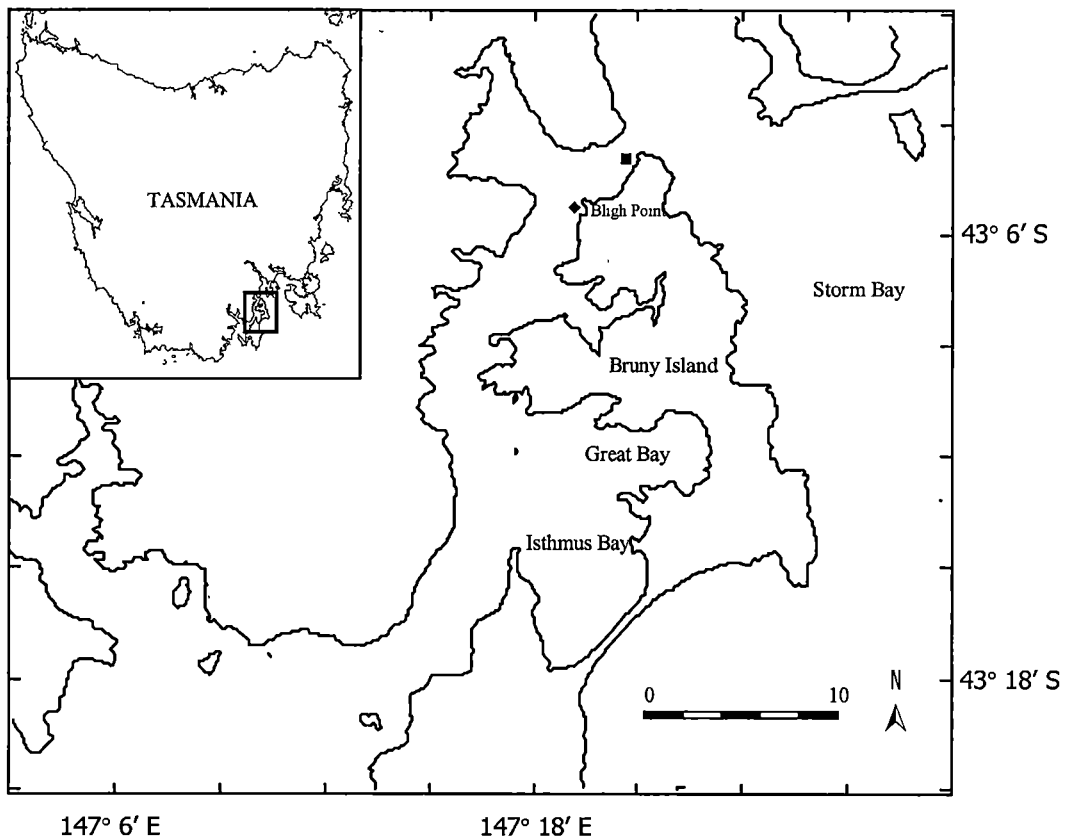 TASMANIA
Bligh Point
43° 6' S
Storm Bay
Bruny Island
Great Bay
Isthmus Bay
0 10
N
43° 18' S
147° 6' E
147° 18' E